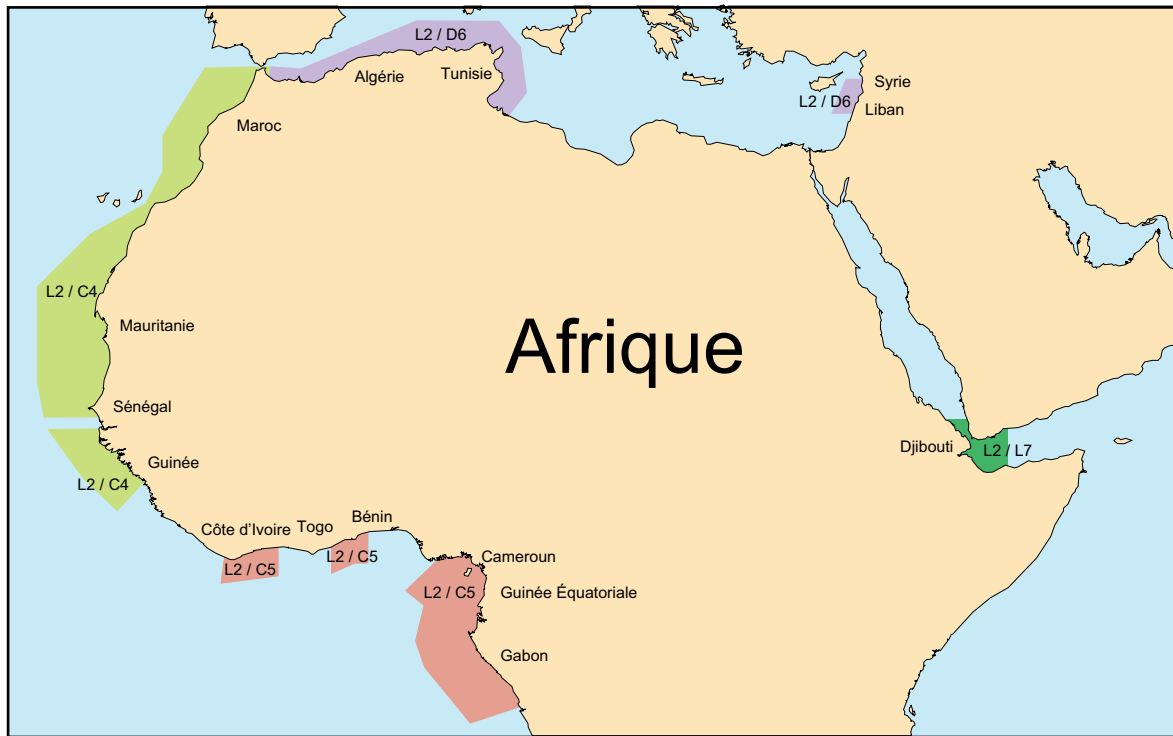 L2 / D6
Algérie
Tunisie
Syrie
L2 / D6
Liban
Maroc
L2 / C4
Mauritanie
Afrique
Sénégal
Djibouti
L2 / L7
Guinée
L2 / C4
Côte d’Ivoire
Togo
Bénin
L2 / C5
L2 / C5
Cameroun
L2 / C5
Guinée Équatoriale
Gabon